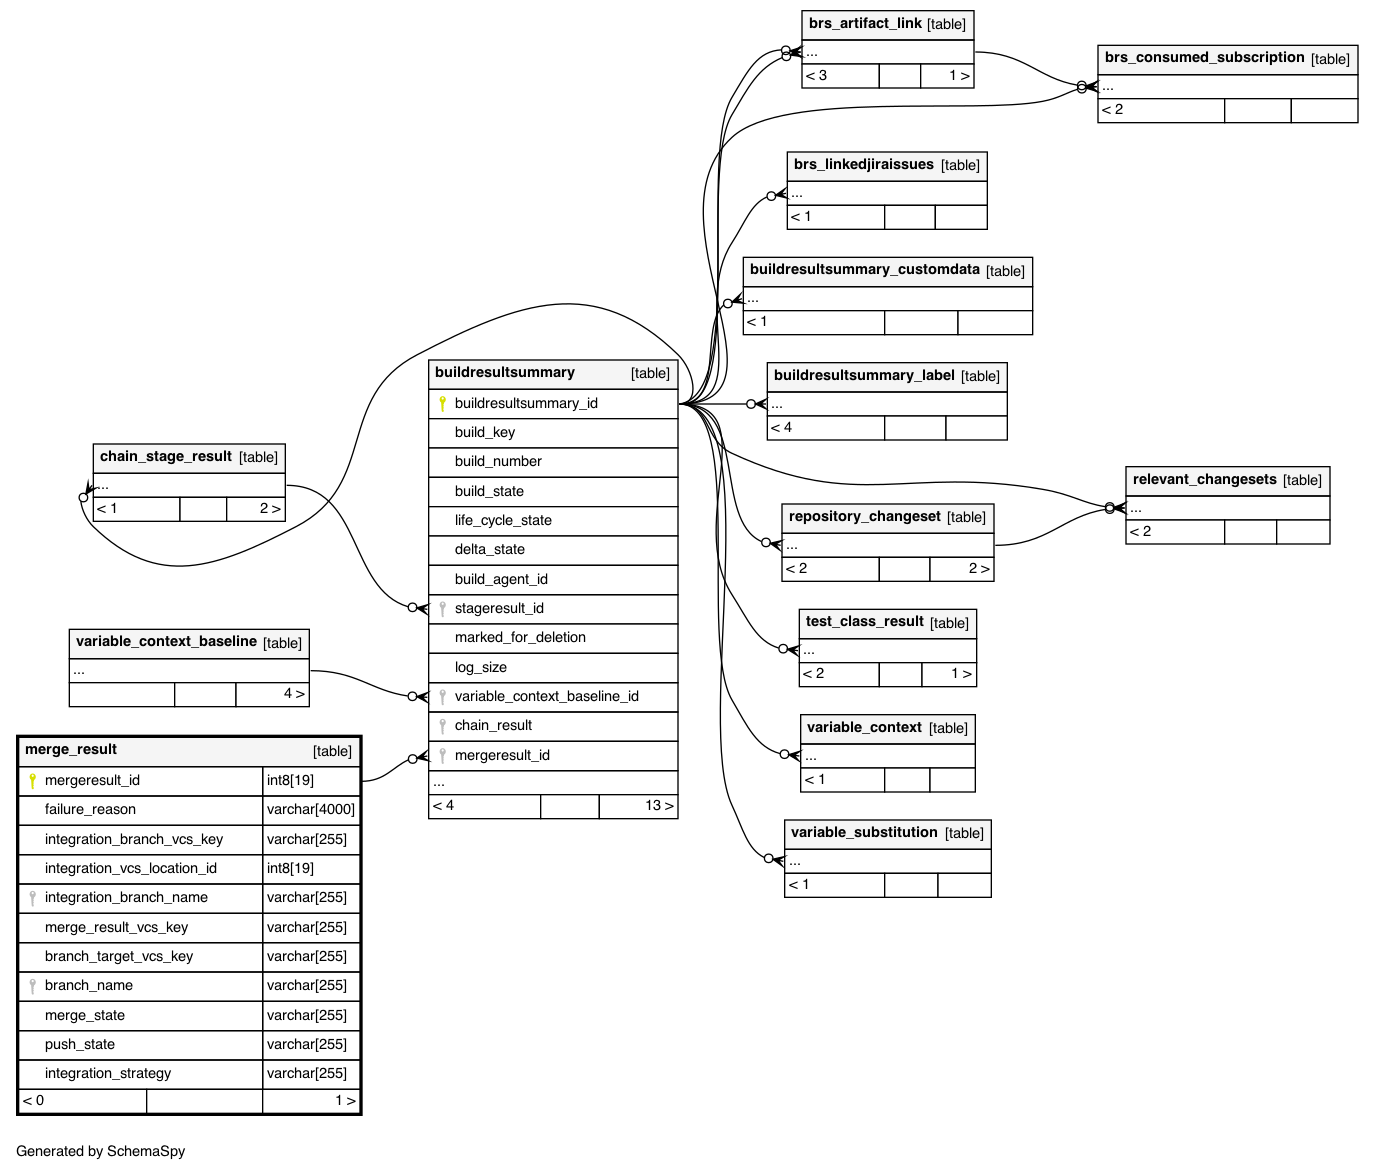 brs_artifact_link [table]
...
< 3 1 >
brs_consumed_subscription [table]
...
< 2
brs_linkedjiraissues [table]
...
< 1
buildresultsummary_customdata [table]
...
< 1
buildresultsummary_label [table]
...
< 4
buildresultsummary [table]
buildresultsummary_id
build_key
build_number
build_state
life_cycle_state
delta_state
build_agent_id
stageresult_id
marked_for_deletion
log_size
variable_context_baseline_id
chain_result
mergeresult_id
...
< 4 13 >
chain_stage_result [table]
...
< 1 2 >
relevant_changesets [table]
...
< 2
repository_changeset [table]
...
< 2 2 >
test_class_result [table]
...
< 2 1 >
variable_context_baseline [table]
...
4 >
variable_context [table]
...
< 1
variable_substitution [table]
...
< 1
merge_result [table]
mergeresult_id int8[19]
failure_reason varchar[4000]
integration_branch_vcs_key varchar[255]
integration_vcs_location_id int8[19]
integration_branch_name varchar[255]
merge_result_vcs_key varchar[255]
branch_target_vcs_key varchar[255]
branch_name varchar[255]
merge_state varchar[255]
push_state varchar[255]
integration_strategy varchar[255]
< 0 1 >
Generated by SchemaSpy